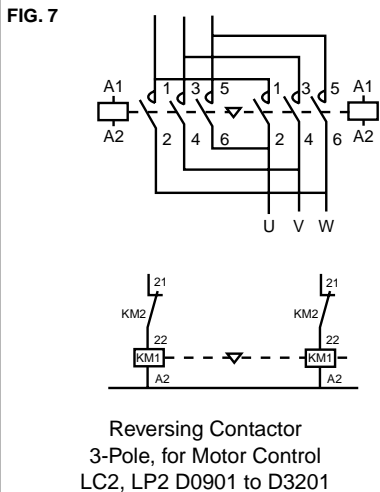 FIG. 7
1 3 5 1 3 5
A1 A1
A2 A2
2 4 6 2 4 6
U V W
21 21
KM2 KM2
22 22
KM1 KM1
A2 A2
Reversing Contactor
3-Pole, for Motor Control
LC2, LP2 D0901 to D3201